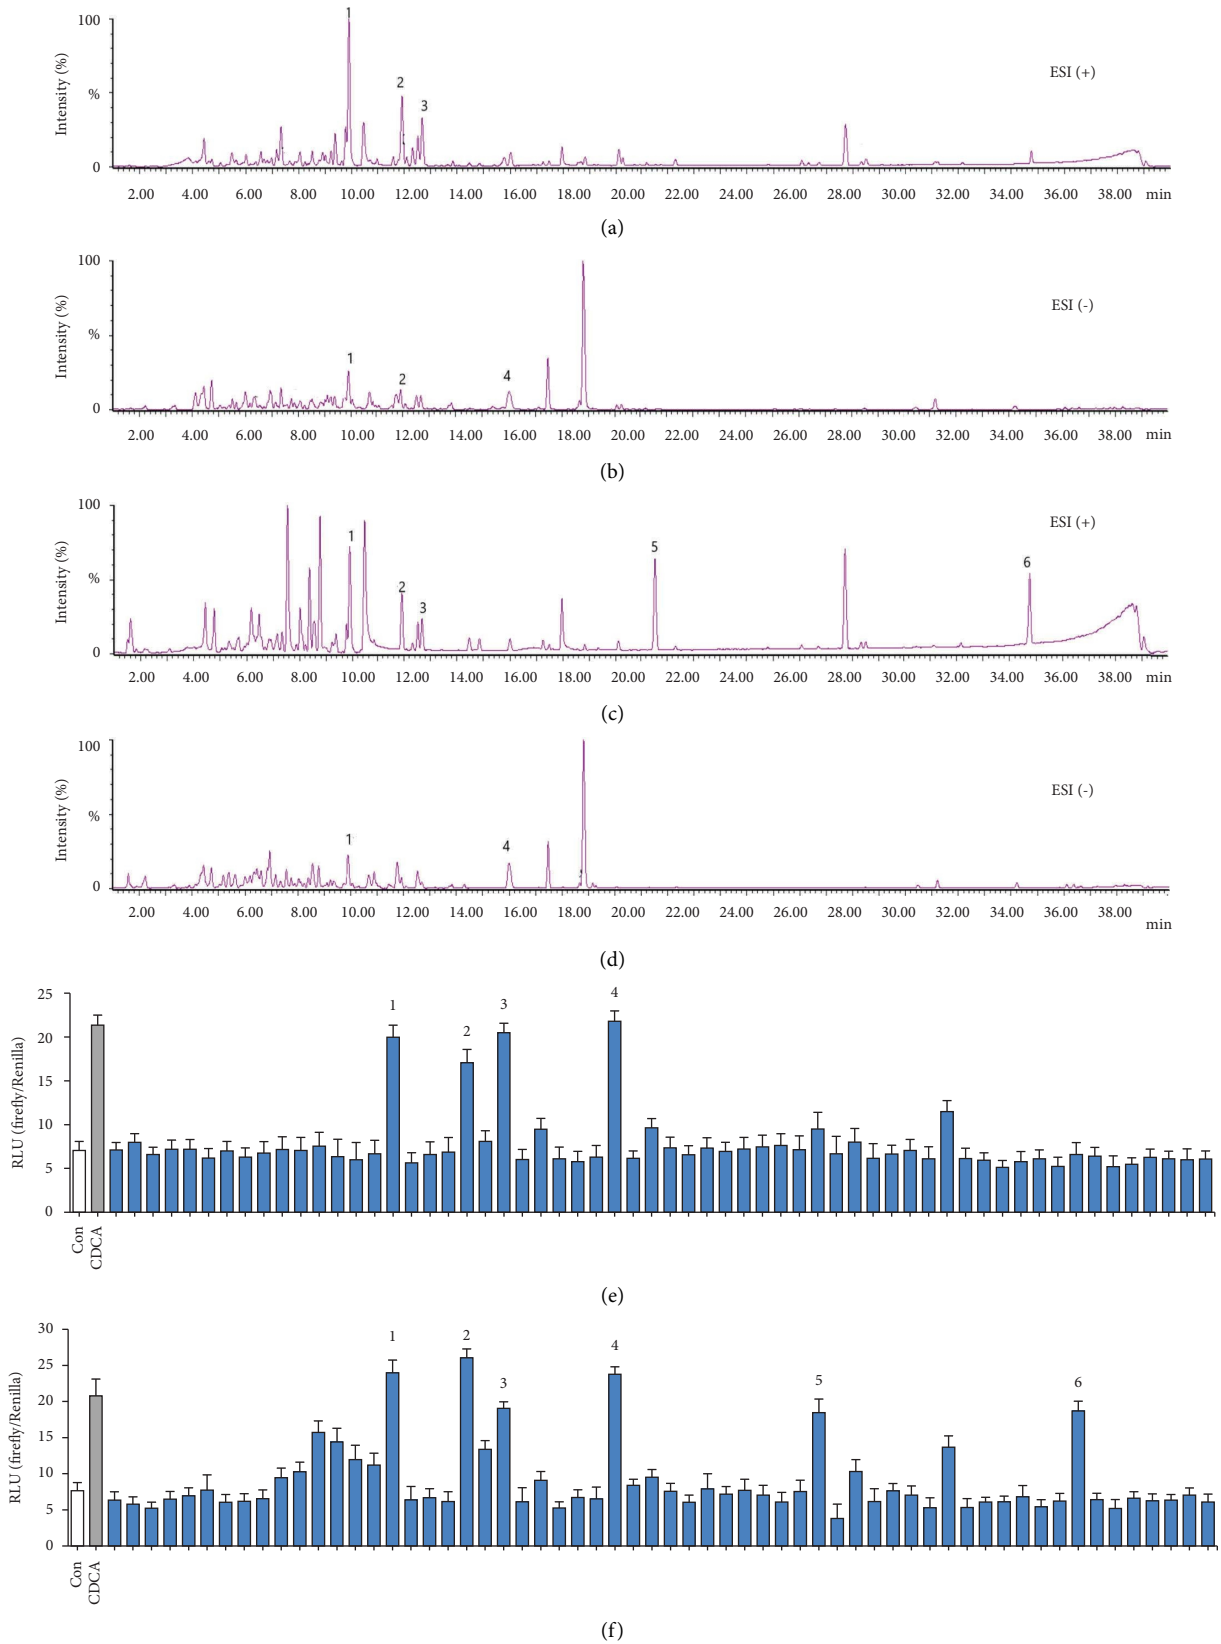 100
1
2
3
Intensity (%)
%
0
ESI (+)
2.00 4.00 6.00 8.00 10.00 12.00 14.00 16.00 18.00 20.00 22.00 24.00 26.00 28.00 30.00 32.00 34.00 36.00 38.00 min
(a)
100
1
2
4
Intensity (%)
%
0
ESI (-)
2.00 4.00 6.00 8.00 10.00 12.00 14.00 16.00 18.00 20.00 22.00 24.00 26.00 28.00 30.00 32.00 34.00 36.00 38.00 min
(b)
100
1
2
3
5
6
Intensity (%)
%
0
ESI (+)
2.00 4.00 6.00 8.00 10.00 12.00 14.00 16.00 18.00 20.00 22.00 24.00 26.00 28.00 30.00 32.00 34.00 36.00 38.00 min
(c)
100
1
4
Intensity (%)
%
0
ESI (-)
2.00 4.00 6.00 8.00 10.00 12.00 14.00 16.00 18.00 20.00 22.00 24.00 26.00 28.00 30.00 32.00 34.00 36.00 38.00
min
(d)
25
20
15
10
5
0
RLU (firefly/Renilla)
1
2
3
4
Con
CDCA
(e)
30
25
20
15
10
5
0
RLU (firefly/Renilla)
1
2
3
4
5
6
Con
CDCA
(f)